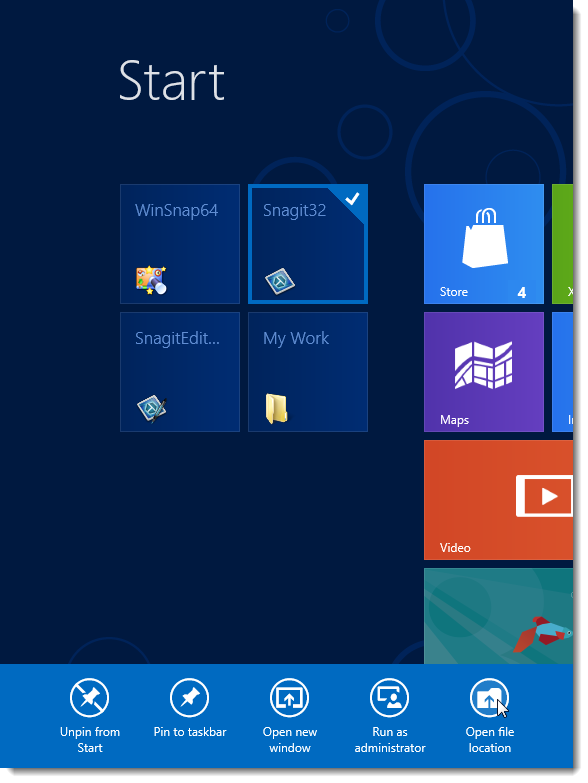 Start
WinSnap64
Snagit32
SnagitEdit...
My Work
Store
4
X
Maps
Video
Unpin from
Start
Pin to taskbar
Open new
window
Run as
administrator
Open file
location